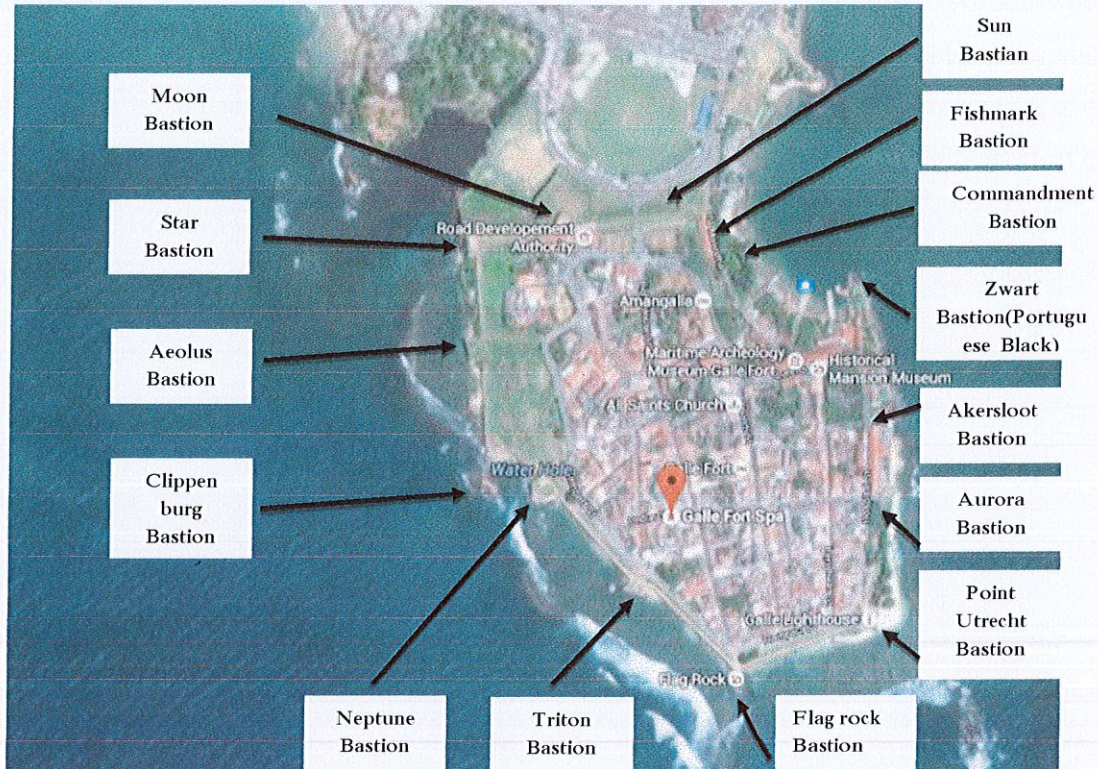 Sun
Bastian
Moon
Bastion
Fishmark
Bastion
Commandment
Bastion
Star
Bastion
Road Developement
Authority
Zwart
Bastion(Portugu
ese Black)
Amangalla
Aeolus
Bastion
Maritime Archeology
Museum Galle Fort
Historical
Mansion Museum
All Saints Church
Akersloot
Bastion
Clippen
burg
Bastion
Water Hole
Galle Fort
Galle Fort Spa
Aurora
Bastion
Point
Utrecht
Bastion
Galle Lighthouse
Flag Rock
Neptune
Bastion
Triton
Bastion
Flag rock
Bastion